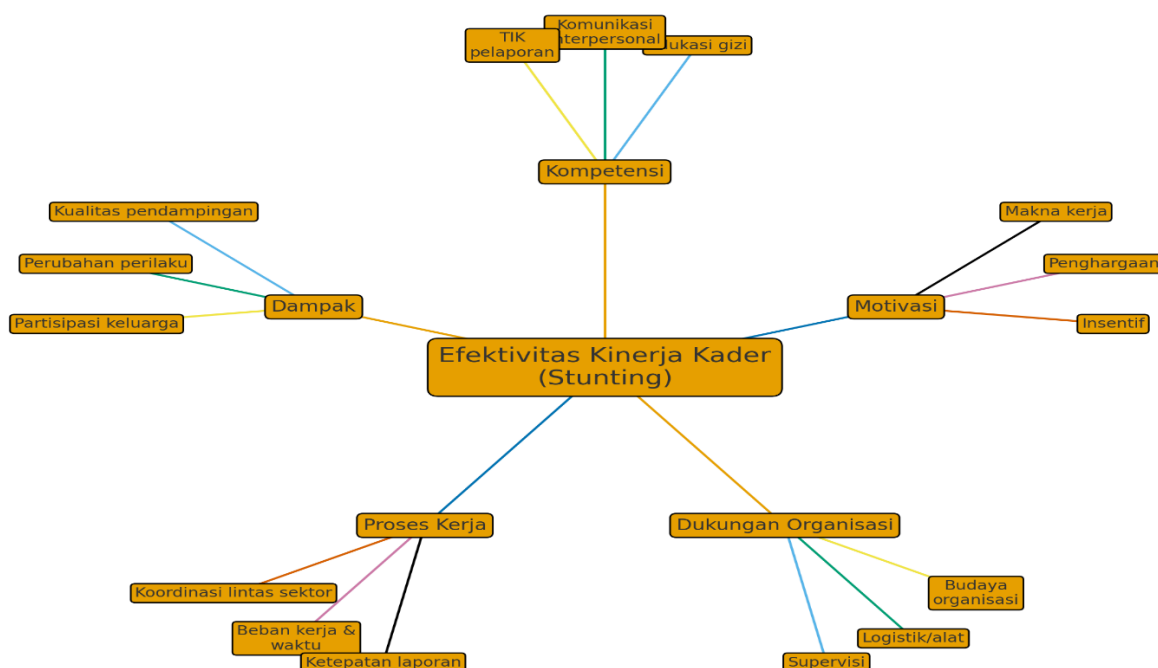 Komunikasi
TIK
pelaporan
nterpersonal
lukasi gizi
Kompetensi
Kualitas pendampingan
Makna kerja
Perubahan perilaku
Penghargaan
Dampak
Motivasi
Partisipasi keluarga
Insentif
Efektivitas Kinerja Kader
(Stunting)
Proses Kerja
Dukungan Organisasi
Koordinasi lintas sektor
Budaya
organisasi
Beban kerja &
waktu
Logistik/alat
Ketepatan laporan
Supervisi